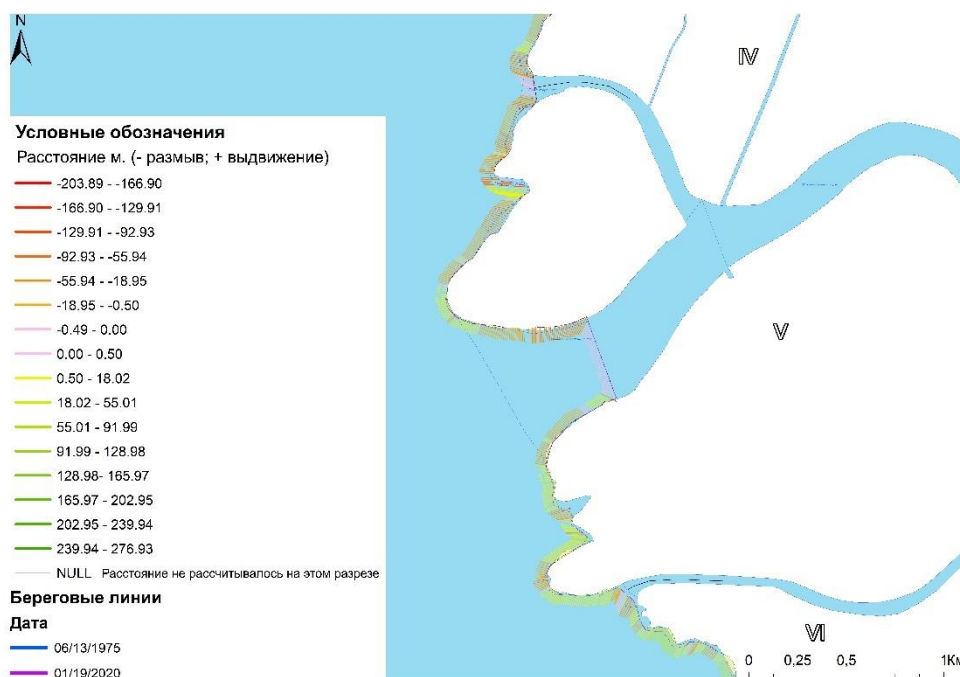 N
IV
Условные обозначения
Расстояние м. (- размыв; + выдвижение)
-203.89 - -166.90
-166.90 - -129.91
-129.91 - -92.93
-92.93 - -55.94
-55.94 - -18.95
-18.95 - -0.50
-0.49 - 0.00
0.00 - 0.50
0.50 - 18.02
18.02 - 55.01
55.01 - 91.99
91.99 - 128.98
128.98- 165.97
165.97 - 202.95
202.95 - 239.94
239.94 - 276.93
NULL Расстояние не рассчитывалось на этом разрезе
Береговые линии
Дата
06/13/1975
01/19/2020
V
VI
0 0,25 0,5 1Км